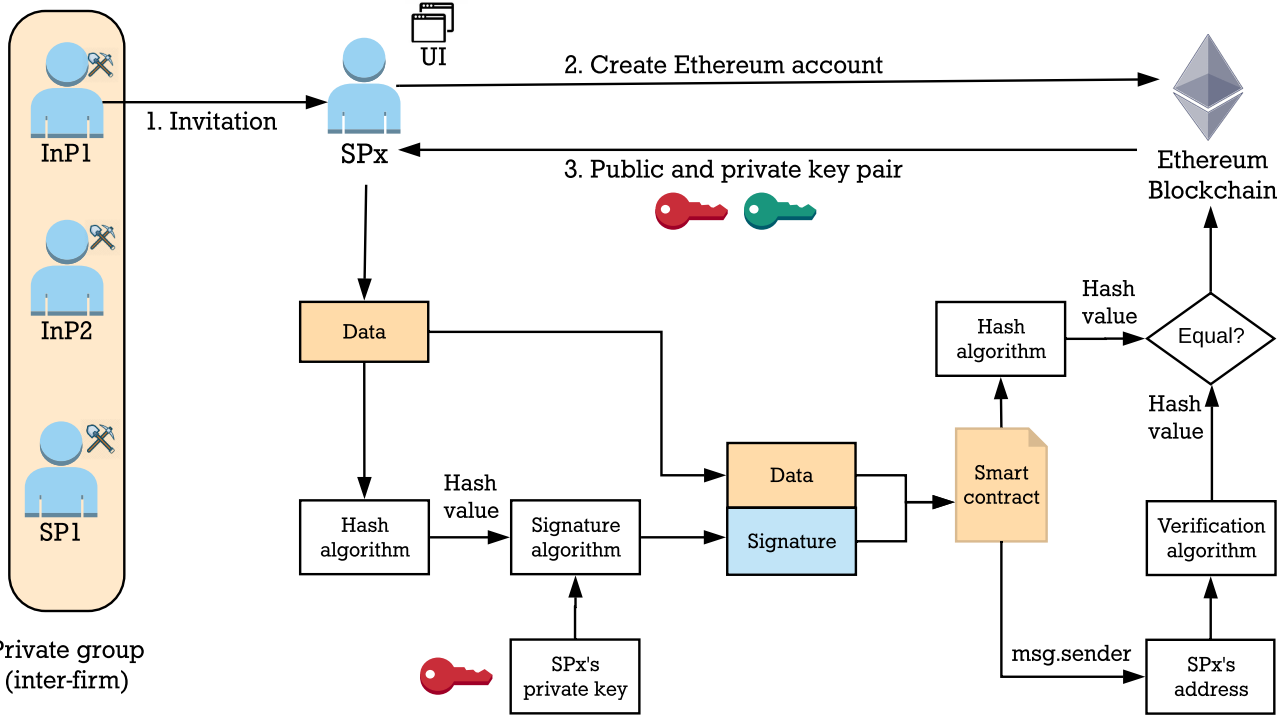 UI
2. Create Ethereum account
InP1
1. Invitation
SPx
3. Public and private key pair
Ethereum
Blockchain
InP2
Data
Hash
algorithm
Hash
value
Equal?
Hash
value
SP1
Hash
algorithm
Hash
value
Signature
algorithm
Data
Signature
Smart
contract
Verification
algorithm
Private group
(inter-firm)
SPx's
private key
msg.sender
SPx's
address